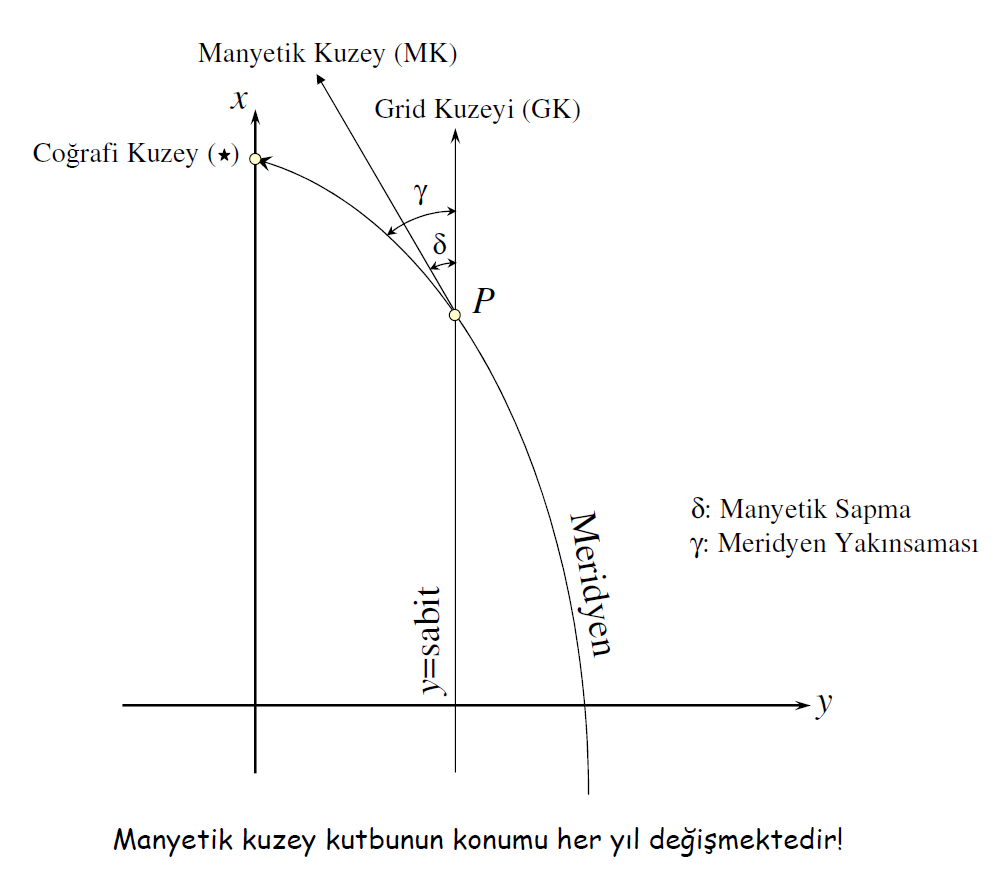 Manyetik Kuzey (MK)
x
Grid Kuzeyi (GK)
Coğrafi Kuzey (★)
γ
δ
P
δ: Manyetik Sapma
γ: Meridyen Yakınsaması
Meridyen
y=sabit
y
Manyetik kuzey kutbunun konumu her yıl değişmektedir!